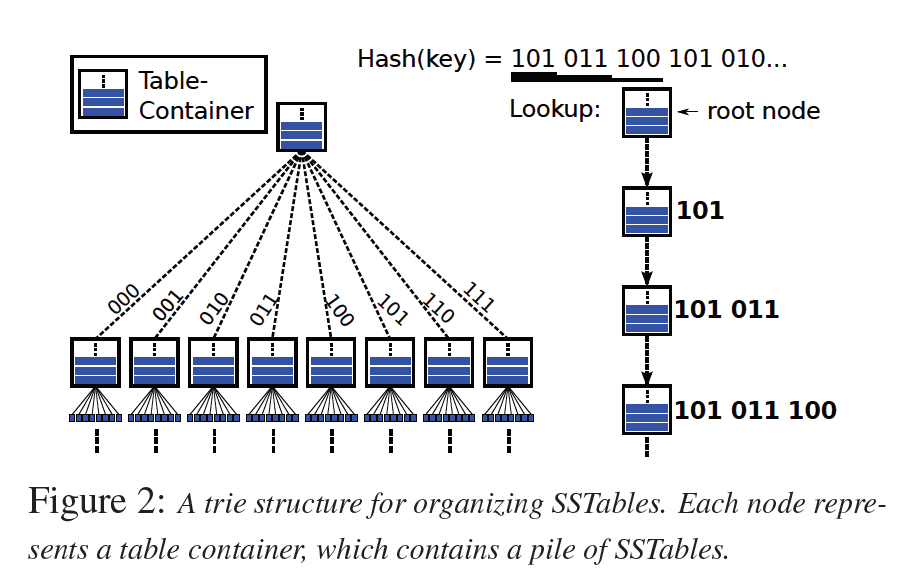 Table-
Container
Hash(key) = 101 011 100 101 010...
Lookup:
root node
101
101 011
101 011 100
000
001
010
011
100
101
110
111
Figure 2: A trie structure for organizing SSTables. Each node repre-
sents a table container, which contains a pile of SSTables.